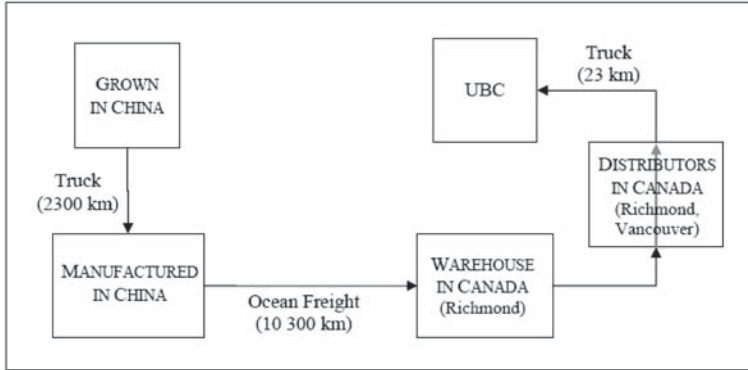 GROWN
IN CHINA
Truck
(2300 km)
MANUFACTURED
IN CHINA
Ocean Freight
(10 300 km)
WAREHOUSE
IN CANADA
(Richmond)
DISTRIBUTORS
IN CANADA
(Richmond,
Vancouver)
Truck
(23 km)
UBC